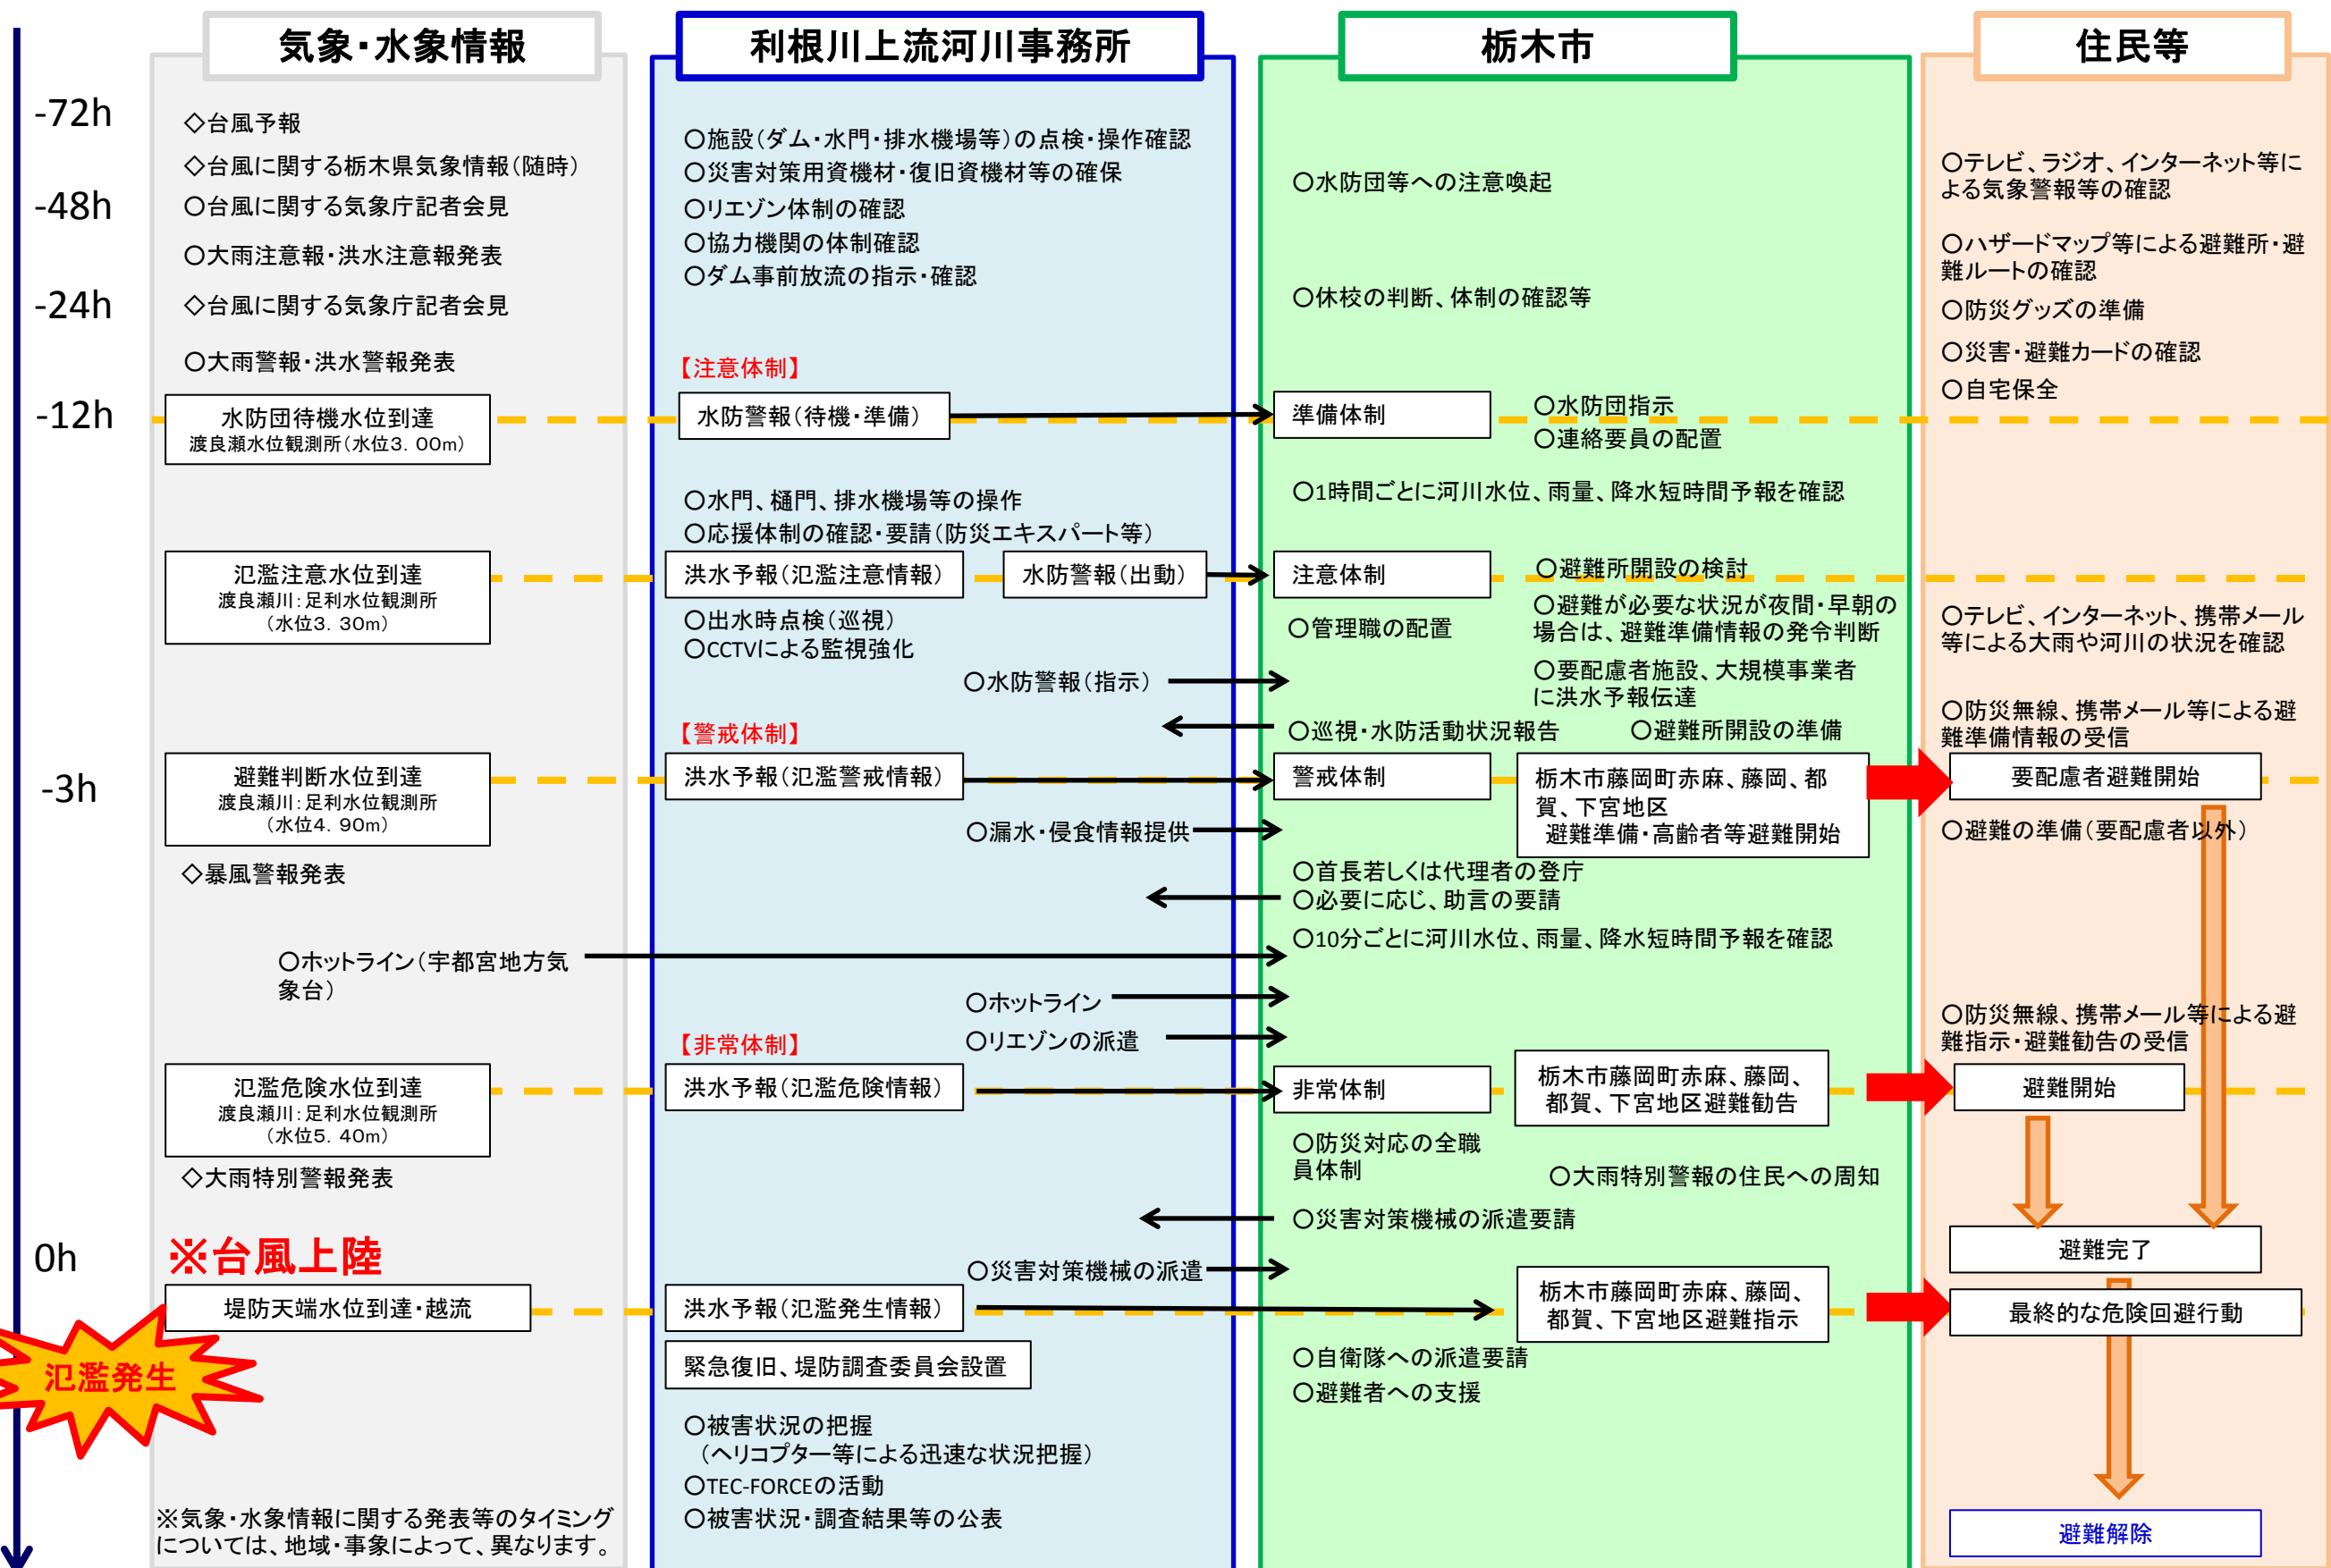 気象・水象情報
利根川上流河川事務所
栃木市
住民等
-72h
-48h
-24h
-12h
-3h
0h
◇台風予報
◇台風に関する栃木県気象情報(随時)
〇台風に関する気象庁記者会見
〇大雨注意報・洪水注意報発表
◇台風に関する気象庁記者会見
〇大雨警報・洪水警報発表
水防団待機水位到達
渡良瀬水位観測所(水位3.00m)
氾濫注意水位到達
渡良瀬川:足利水位観測所
(水位3.30m)
避難判断水位到達
渡良瀬川:足利水位観測所
(水位4.90m)
◇暴風警報発表
〇ホットライン(宇都宮地方気
象台)
氾濫危険水位到達
渡良瀬川:足利水位観測所
(水位5.40m)
◇大雨特別警報発表
※台風上陸
堤防天端水位到達・越流
氾濫発生
※気象・水象情報に関する発表等のタイミング
については、地域・事象によって、異なります。
〇施設(ダム・水門・排水機場等)の点検・操作確認
〇災害対策用資機材・復旧資機材等の確保
〇リエゾン体制の確認
〇協力機関の体制確認
〇ダム事前放流の指示・確認
【注意体制】
水防警報(待機・準備)
〇水門、樋門、排水機場等の操作
〇応援体制の確認・要請(防災エキスパート等)
洪水予報(氾濫注意情報)
水防警報(出動)
〇出水時点検(巡視)
〇CCTVによる監視強化
〇水防警報(指示)
【警戒体制】
洪水予報(氾濫警戒情報)
〇漏水・侵食情報提供
〇ホットライン
〇リエゾンの派遣
【非常体制】
洪水予報(氾濫危険情報)
〇災害対策機械の派遣
洪水予報(氾濫発生情報)
緊急復旧、堤防調査委員会設置
〇被害状況の把握
(ヘリコプター等による迅速な状況把握)
〇TEC-FORCEの活動
〇被害状況・調査結果等の公表
〇水防団等への注意喚起
〇休校の判断、体制の確認等
準備体制
〇水防団指示
〇連絡要員の配置
〇1時間ごとに河川水位、雨量、降水短時間予報を確認
注意体制
〇避難所開設の検討
〇管理職の配置
〇避難が必要な状況が夜間・早朝の
場合は、避難準備情報の発令判断
〇要配慮者施設、大規模事業者
に洪水予報伝達
〇巡視・水防活動状況報告
〇避難所開設の準備
警戒体制
栃木市藤岡町赤麻、藤岡、都
賀、下宮地区
避難準備・高齢者等避難開始
〇首長若しくは代理者の登庁
〇必要に応じ、助言の要請
〇10分ごとに河川水位、雨量、降水短時間予報を確認
非常体制
栃木市藤岡町赤麻、藤岡、
都賀、下宮地区避難勧告
〇防災対応の全職
員体制
〇大雨特別警報の住民への周知
〇災害対策機械の派遣要請
栃木市藤岡町赤麻、藤岡、
都賀、下宮地区避難指示
〇自衛隊への派遣要請
〇避難者への支援
〇テレビ、ラジオ、インターネット等に
よる気象警報等の確認
〇ハザードマップ等による避難所・避
難ルートの確認
〇防災グッズの準備
〇災害・避難カードの確認
〇自宅保全
〇テレビ、インターネット、携帯メール
等による大雨や河川の状況を確認
〇防災無線、携帯メール等による避
難準備情報の受信
要配慮者避難開始
〇避難の準備(要配慮者以外)
〇防災無線、携帯メール等による避
難指示・避難勧告の受信
避難開始
避難完了
最終的な危険回避行動
避難解除